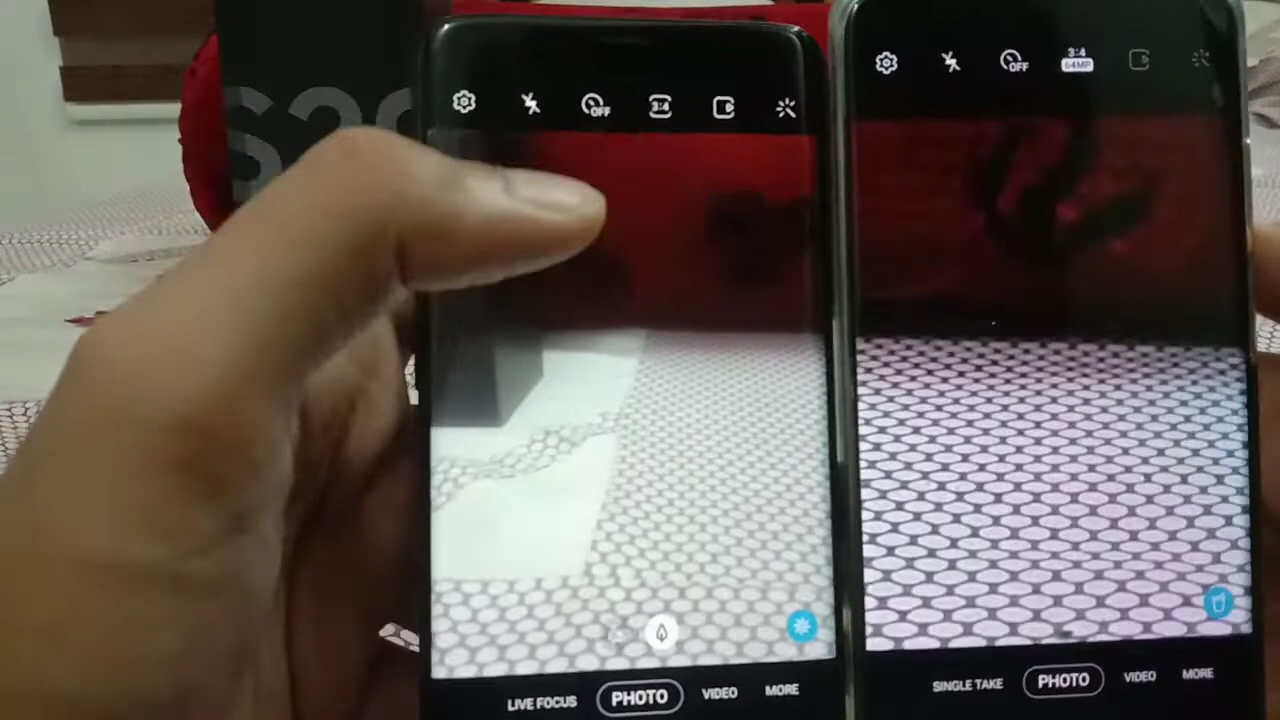 S20
OFF
3:4
OFF
3:4
64MP
LIVE FOCUS
PHOTO
VIDEO
MORE
SINGLE TAKE
PHOTO
VIDEO
MORE